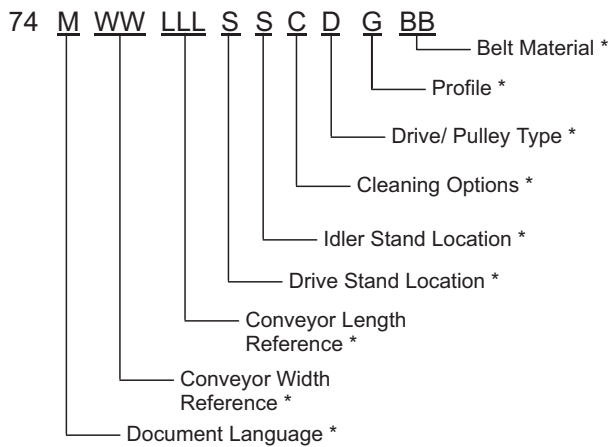 74 M WW LLL S S C D G BB
Belt Material *
Profile *
Drive/ Pulley Type *
Cleaning Options *
Idler Stand Location *
Drive Stand Location *
Conveyor Length
Reference *
Conveyor Width
Reference *
Document Language *